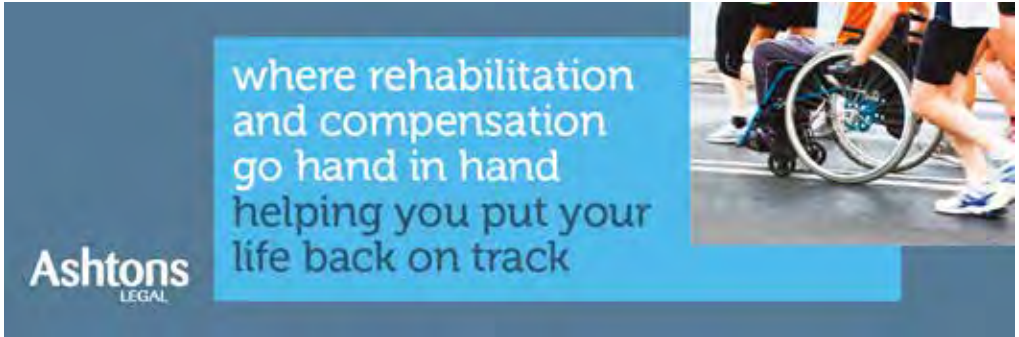 where rehabilitation
and compensation
go hand in hand
helping you put your
life back on track
Ashtons
LEGAL